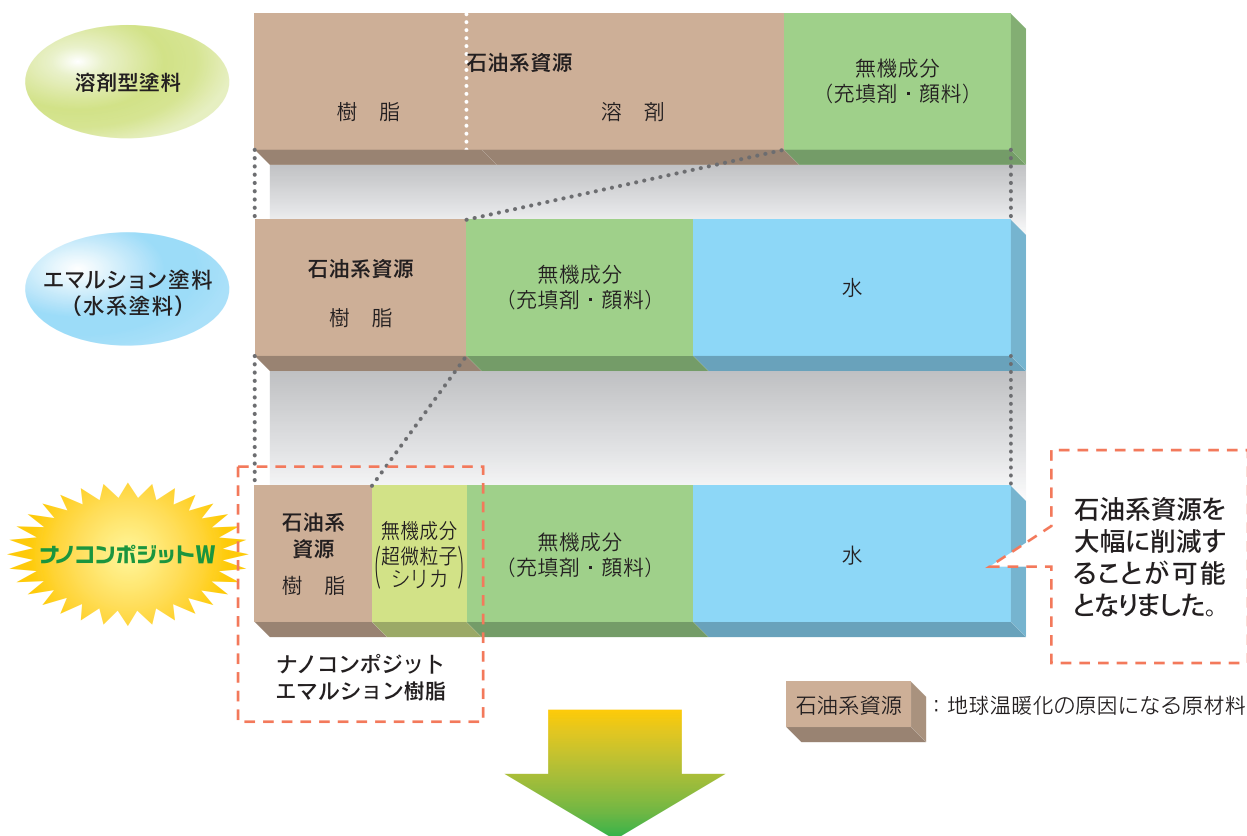 溶剤型塗料
石油系資源
樹　脂
溶　剤
無機成分
（充填剤・顔料）
エマルション塗料
（水系塗料）
石油系資源
樹　脂
無機成分
（充填剤・顔料）
水
ナノコンポジットW
石油系
資源
樹　脂
無機成分
（超微粒子
シリカ）
無機成分
（充填剤・顔料）
水
石油系資源を
大幅に削減す
ることが可能
となりました。
ナノコンポジット
エマルション樹脂
石油系資源：地球温暖化の原因になる原材料